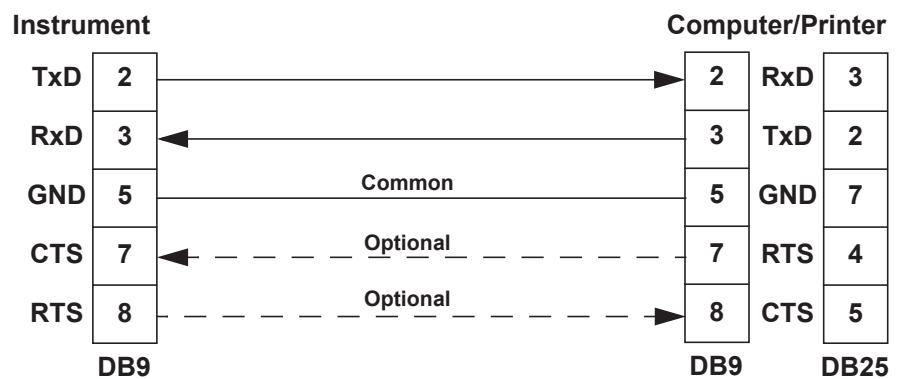 Instrument Computer/Printer
TxD 2 2 RxD 3
RxD 3 3 TxD 2
Common
GND 5 5 GND 7
Optional
CTS 7 7 RTS 4
Optional
RTS 8 8 CTS 5
DB9 DB9 DB25